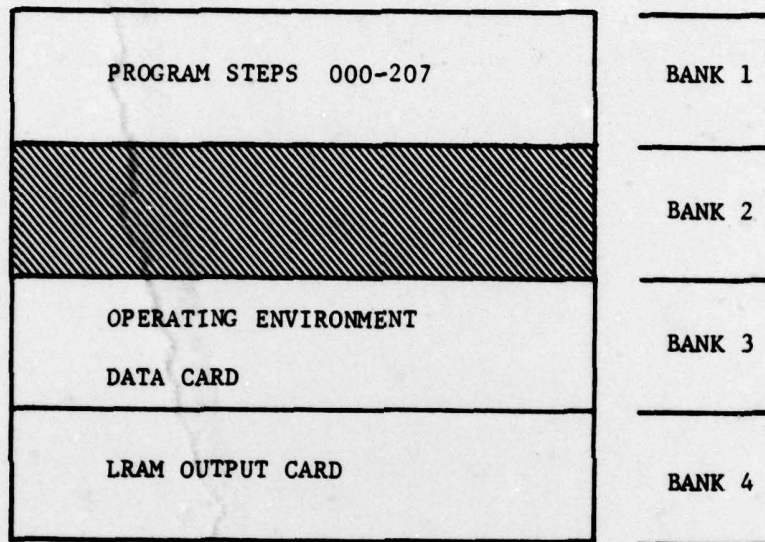 PROGRAM STEPS 000-207
BANK 1
BANK 2
OPERATING ENVIRONMENT
DATA CARD
BANK 3
LRAM OUTPUT CARD
BANK 4